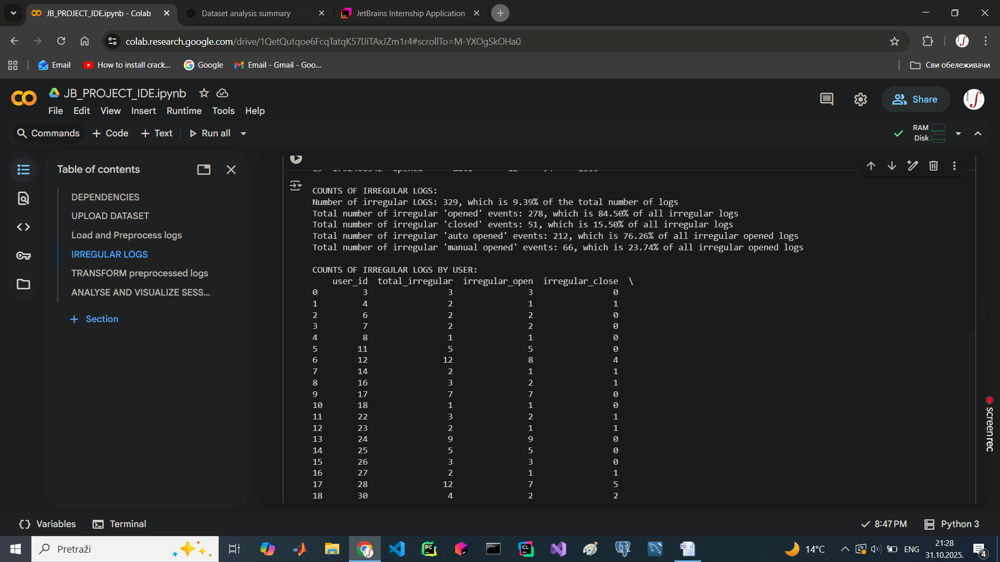 JB_PROJECT_IDE.ipynb - Colab
Dataset analysis summary
JetBrains Internship Application
colab.research.google.com/drive/1QetQutqoe6FcqTatqK57lJiTAxJZm1r4#scrollTo=M-YXOgSkOHa0
Email
How to install crack...
Google
Email - Gmail - Goo...
Сви обележивачи
JB_PROJECT_IDE.ipynb
File Edit View Insert Runtime Tools Help
Share
Commands + Code + Text Run all
RAM
Disk
Table of contents
DEPENDENCIES
UPLOAD DATASET
Load and Preprocess logs
IRREGULAR LOGS
TRANSFORM preprocessed logs
ANALYSE AND VISUALIZE SESS...
+ Section
COUNTS OF IRREGULAR LOGS:
Number of irregular LOGS: 329, which is 9.39% of the total number of logs
Total number of irregular 'opened' events: 278, which is 84.50% of all irregular logs
Total number of irregular 'closed' events: 51, which is 15.50% of all irregular logs
Total number of irregular 'auto opened' events: 212, which is 76.26% of all irregular opened logs
Total number of irregular 'manual opened' events: 66, which is 23.74% of all irregular opened logs
COUNTS OF IRREGULAR LOGS BY USER:
user_id total_irregular irregular_open irregular_close \
0 3 3 3 0
1 4 2 1 1
2 6 2 2 0
3 7 2 2 0
4 8 1 1 0
5 11 5 5 0
6 12 12 8 4
7 14 2 1 1
8 16 3 2 1
9 17 7 7 0
10 18 1 1 0
11 22 3 2 1
12 23 2 1 1
13 24 9 9 0
14 25 5 5 0
15 26 3 3 0
16 27 2 1 1
17 28 12 7 5
18 30 4 2 2
screenrec
{} Variables
Terminal
8:47 PM
Python 3
Pretraži
PC
CL
14°C
ENG
21:28
31.10.2025.
4